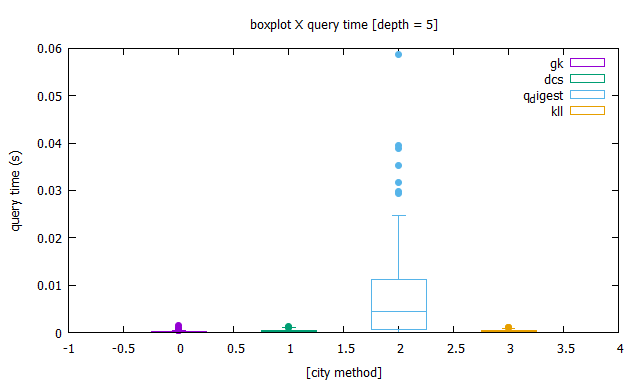 boxplot X query time [depth = 5]
0.06
0.05
0.04
0.03
0.02
0.01
0
query time (s)
gk
dcs
q_digest
kll
-1 -0.5 0 0.5 1 1.5 2 2.5 3 3.5 4
[city method]